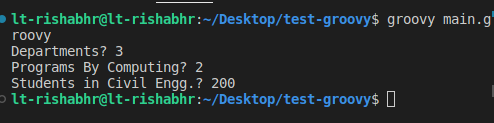 lt-rishabhr@lt-rishabhr:~/Desktop/test-groovy$ groovy main.g
roovy
Departments? 3
Programs By Computing? 2
Students in Civil Engg.? 200
lt-rishabhr@lt-rishabhr:~/Desktop/test-groovy$